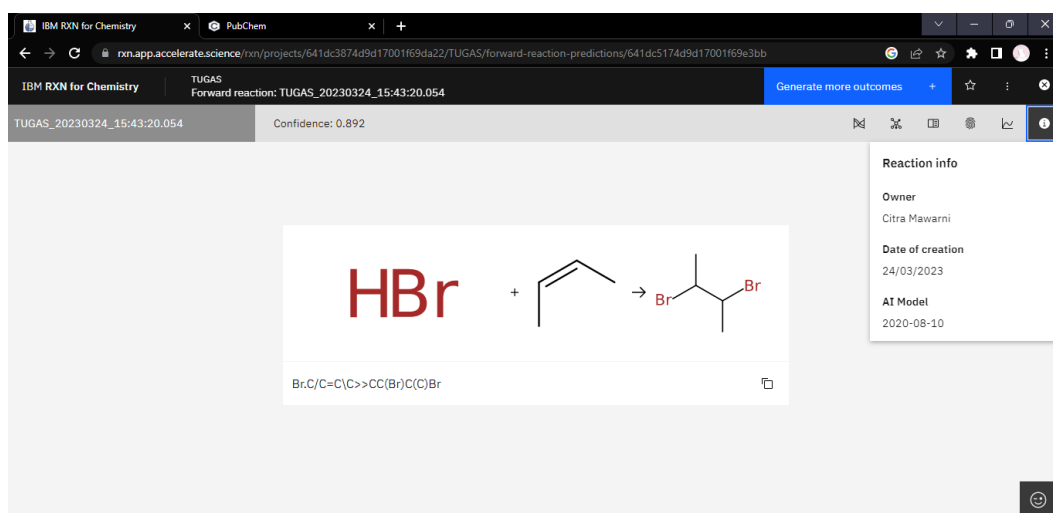 IBM RXN for Chemistry
PubChem
rxn.app.accelerate.science/rxn/projects/641dc3874d9d17001f69da22/TUGAS/forward-reaction-predictions/641dc5174d9d17001f69e3bb
IBM RXN for Chemistry
TUGAS
Forward reaction: TUGAS_20230324_15:43:20.054
Generate more outcomes +
TUGAS_20230324_15:43:20.054
Confidence: 0.892
Reaction info
Owner
Citra Mawarni
Date of creation
24/03/2023
AI Model
2020-08-10
HBr + → Br Br
Br.C/C=C\C>>CC(Br)C(C)Br